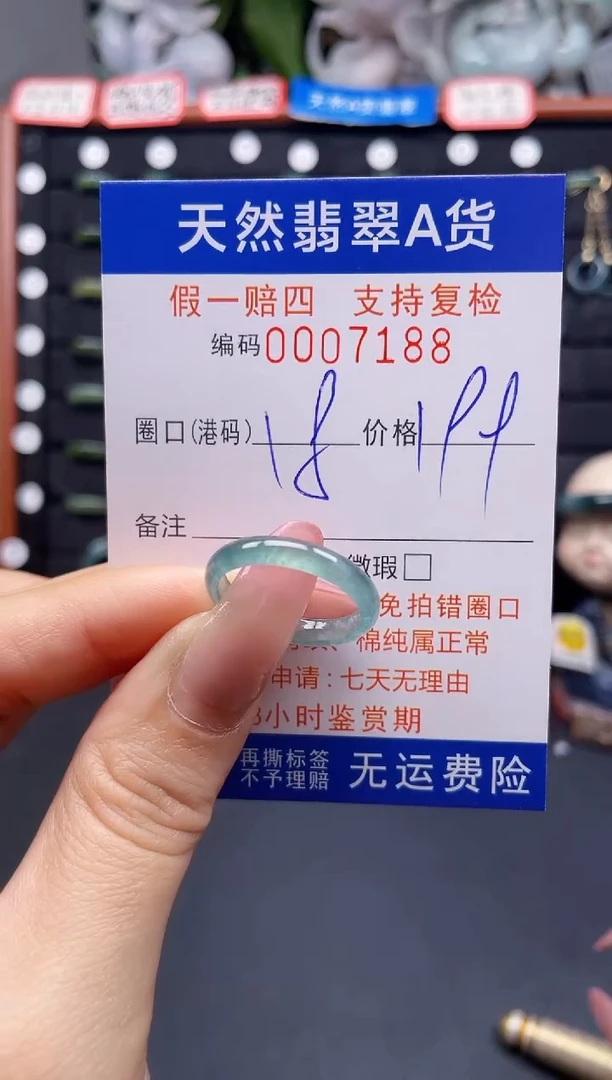 天然翡翠A货
假一赔四 支持复检
编码0007188
圈口(港码) 18 价格 199
备注
微瑕□
免拍错圈口
棉纯属正常
申请:七天无理由
小时鉴赏期
再撕标签
不予理赔
无运费险